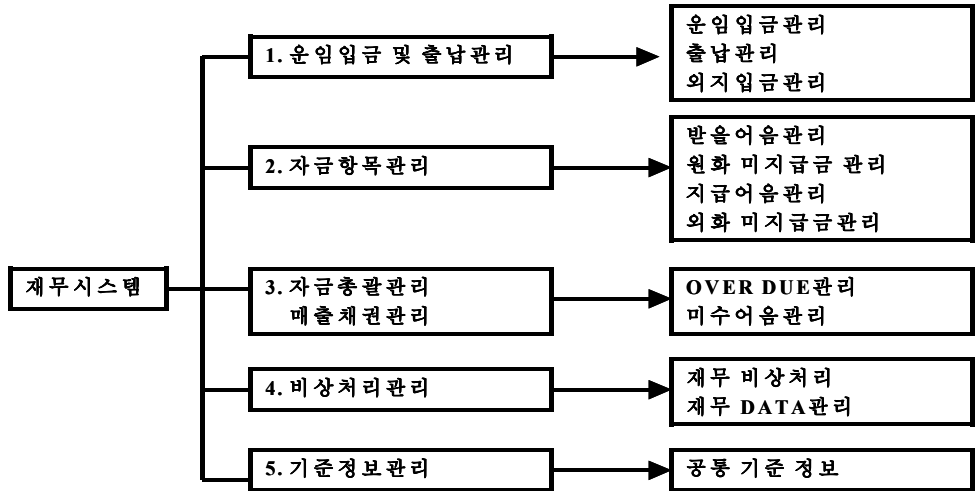 재무시스템
1. 운임입금 및 출납관리
운임입금관리
출납관리
외지입금관리
2. 자금항목관리
받을어음관리
원화 미지급금 관리
지급어음관리
외화 미지급금관리
3. 자금총괄관리
매출채권관리
OVER DUE관리
미수어음관리
4. 비상처리관리
재무 비상처리
재무 DATA관리
5. 기준정보관리
공통 기준 정보